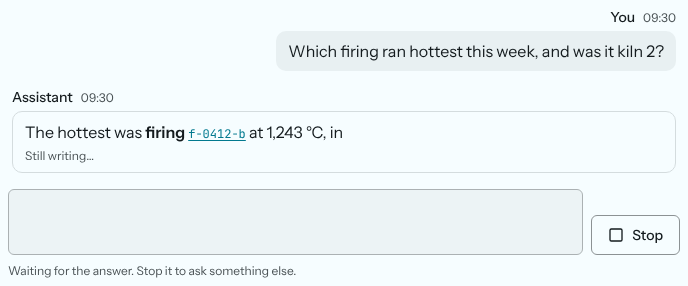 You 09:30
Which firing ran hottest this week, and was it kiln 2?
Assistant 09:30
The hottest was firing f-0412-b at 1,243 °C, in
Still writing...
Stop
Waiting for the answer. Stop it to ask something else.